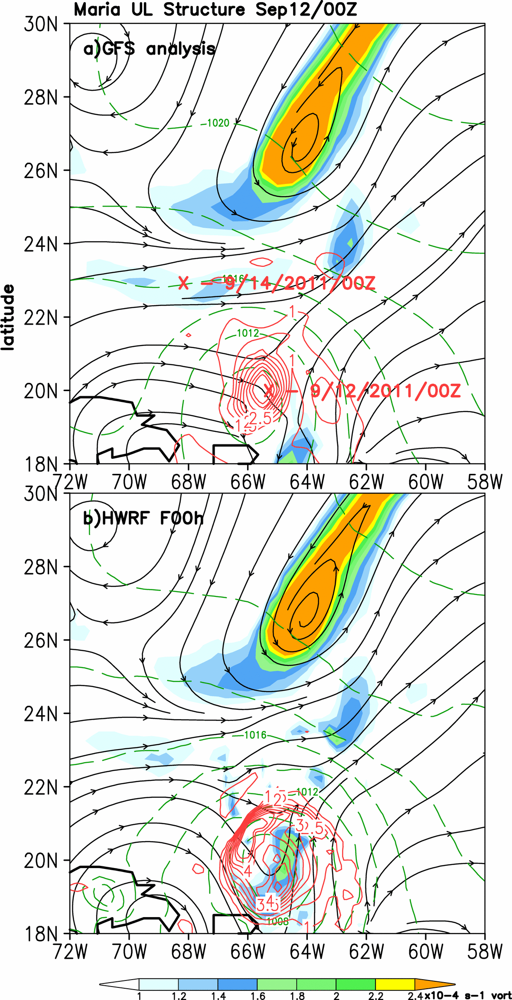 Maria UL Structure Sep12/00Z
30N
a)GFS analysis
28N
1020
26N
24N
1016
X - 9/14/2011/00Z
latitude
22N
1
1012
1
20N
X - 9/12/2011/00Z
2.5
18N
72W 70W 68W 66W 64W 62W 60W 58W
30N
b)HWRF F00h
28N
26N
24N
1016
22N
1012
3 2.5
20N
4
4
3.5
1008
1
18N
72W 70W 68W 66W 64W 62W 60W 58W
1 1.2 1.4 1.6 1.8 2 2.2 2.4 x10-4 s-1 vort